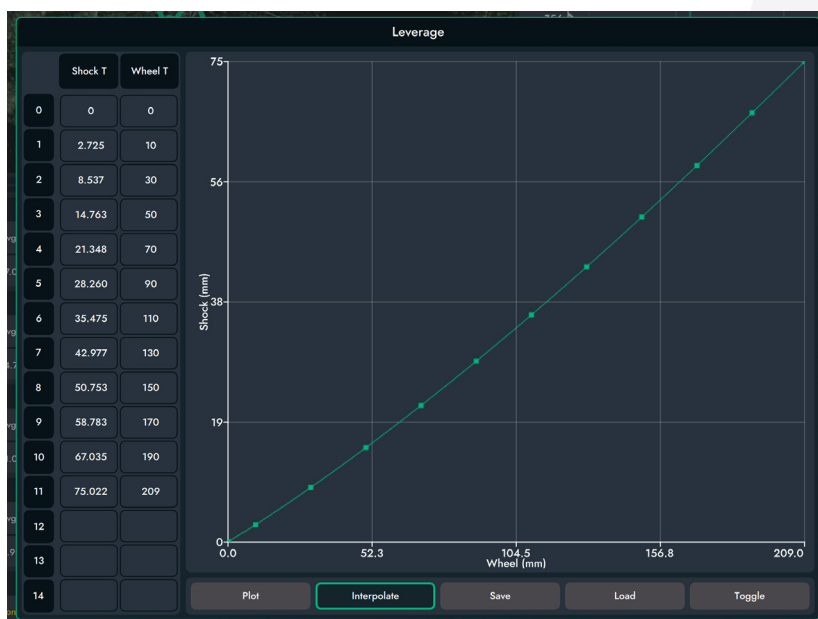 Leverage
Shock T Wheel T
0 0 0
1 2.725 10
2 8.537 30
3 14.763 50
4 21.348 70
5 28.260 90
6 35.475 110
7 42.977 130
8 50.753 150
9 58.783 170
10 67.035 190
11 75.022 209
12
13
14
75
56
38
19
0
Shock (mm)
0.0 52.3 104.5 156.8 209.0
Wheel (mm)
Plot Interpolate Save Load Toggle